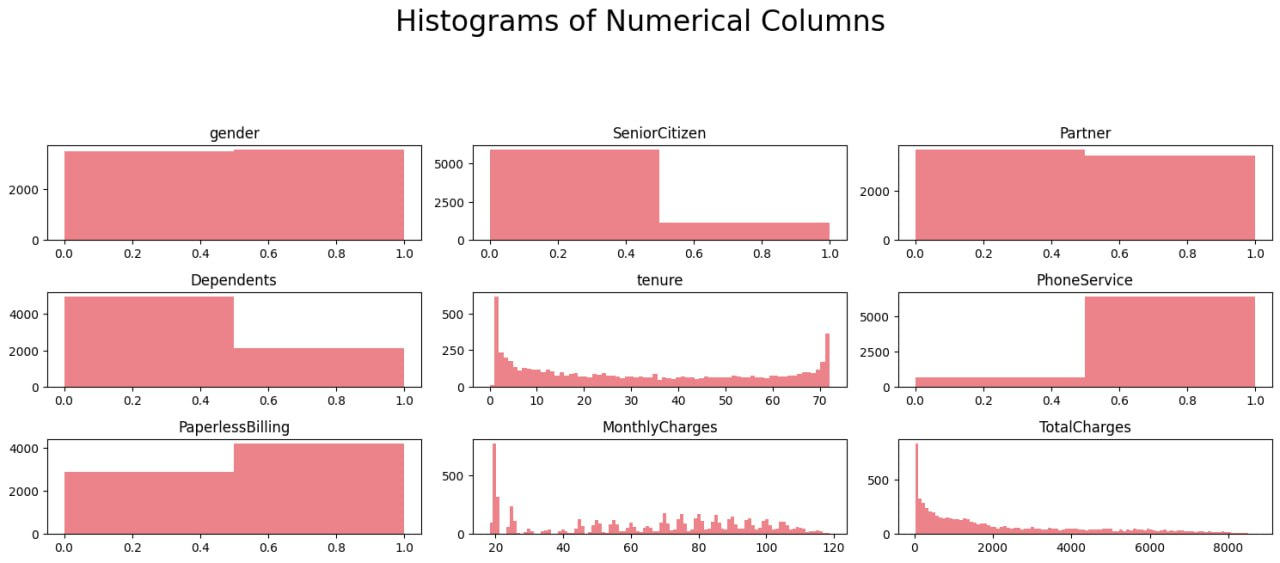 Histograms of Numerical Columns
gender SeniorCitizen Partner
2000
0
0.0 0.2 0.4 0.6 0.8 1.0
5000
2500
0
0.0 0.2 0.4 0.6 0.8 1.0
2000
0
0.0 0.2 0.4 0.6 0.8 1.0
Dependents tenure PhoneService
4000
2000
0
0.0 0.2 0.4 0.6 0.8 1.0
500
250
0
0 10 20 30 40 50 60 70
5000
2500
0
0.0 0.2 0.4 0.6 0.8 1.0
PaperlessBilling MonthlyCharges TotalCharges
4000
2000
0
0.0 0.2 0.4 0.6 0.8 1.0
500
0
20 40 60 80 100 120
500
0
0 2000 4000 6000 8000